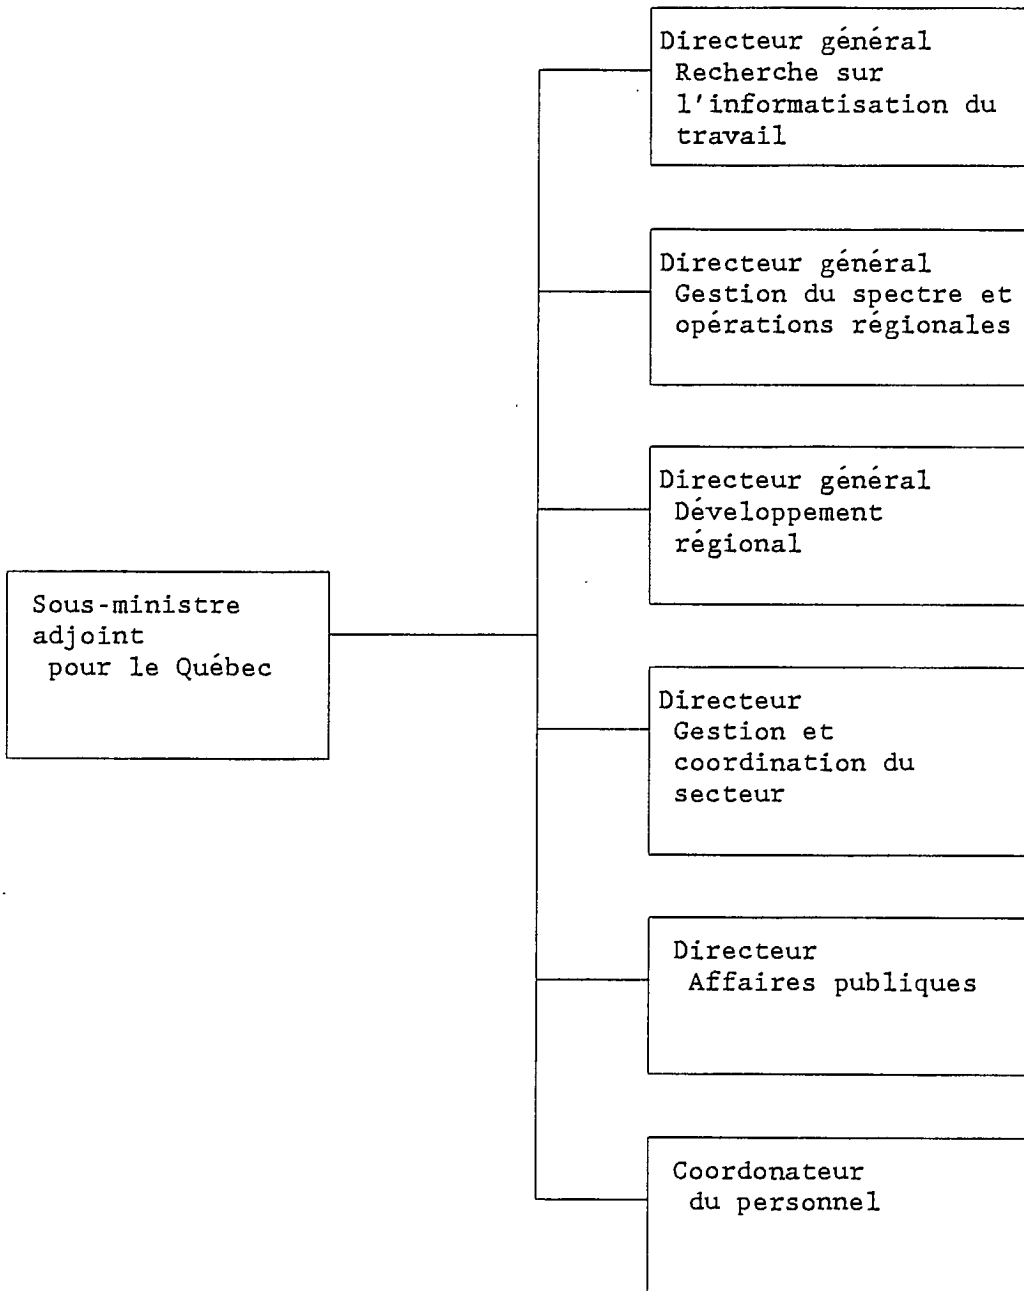 Directeur général
Recherche sur
l'informatisation du
travail
Directeur général
Gestion du spectre et
opérations régionales
Directeur général
Développement
régional
Sous-ministre
adjoint
pour le Québec
Directeur
Gestion et
coordination du
secteur
Directeur
Affaires publiques
Coordonateur
du personnel